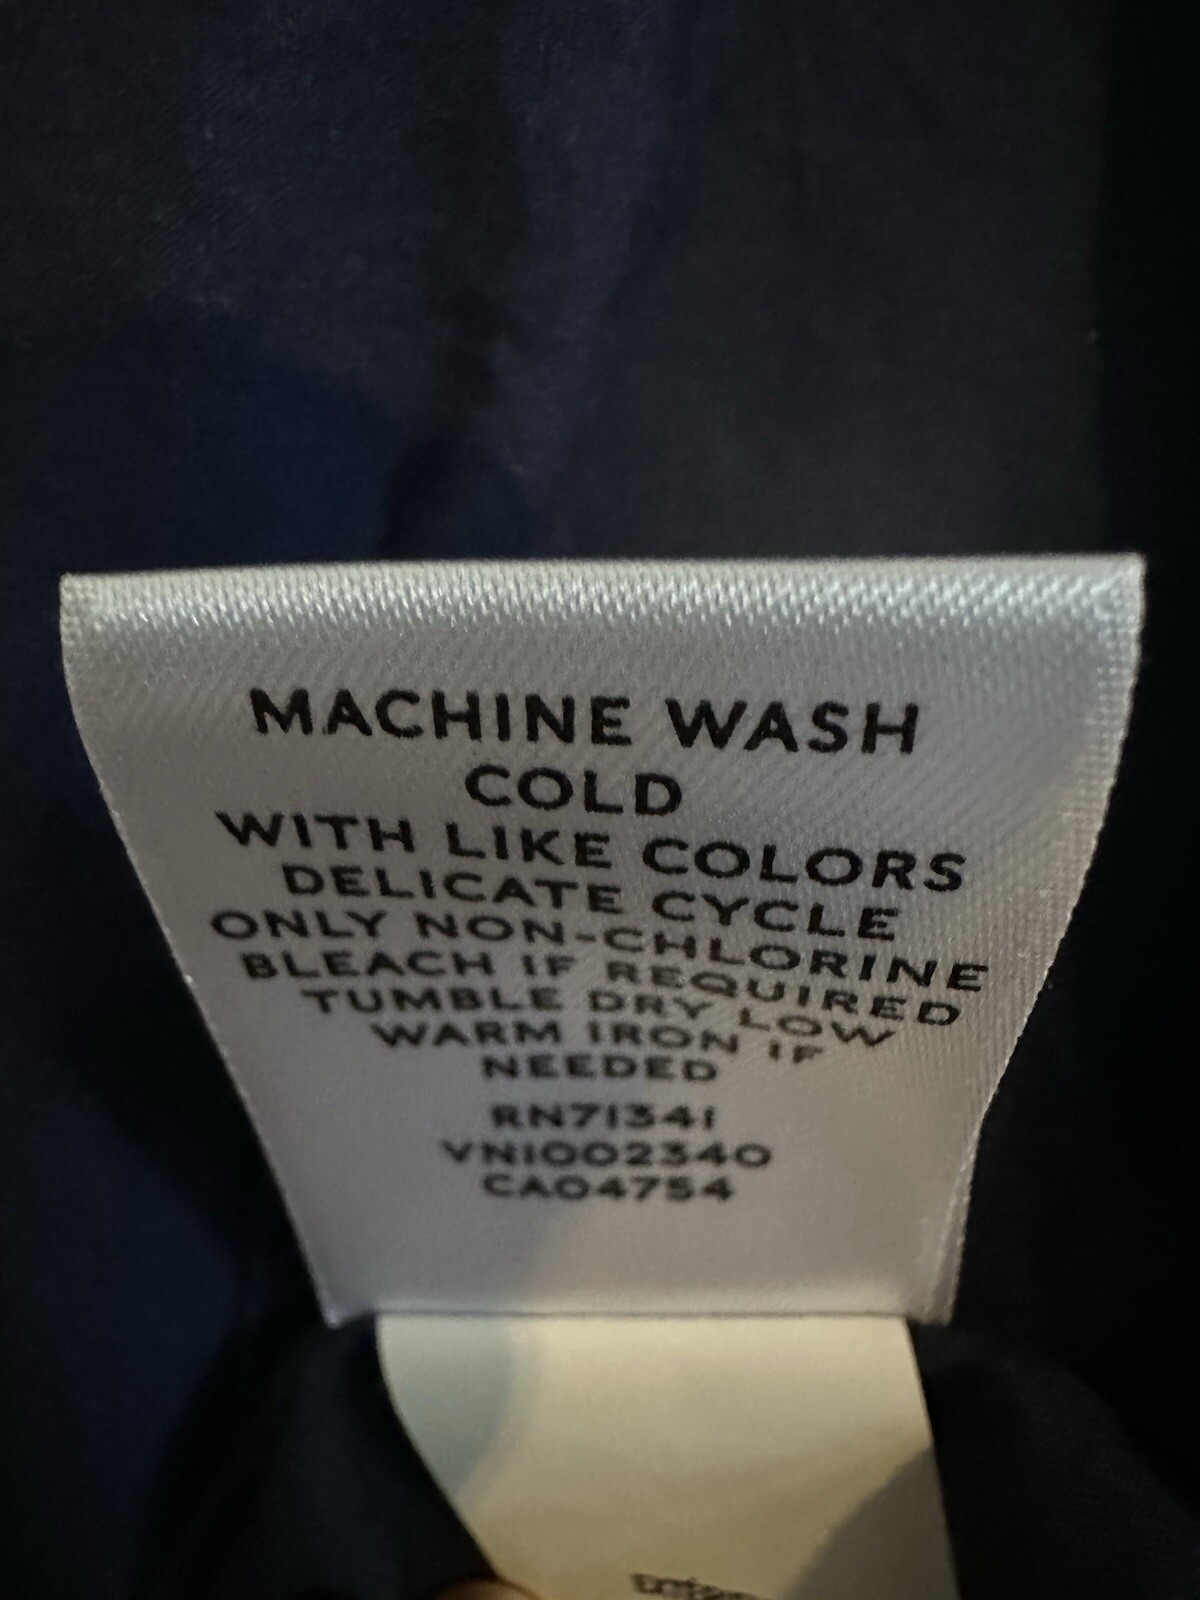 MACHINE WASH
COLD
WITH LIKE COLORS
DELICATE CYCLE
ONLY NON-CHLORINE
BLEACH IF REQUIRED
TUMBLE DRY LOW
WARM IRON IF
NEEDED
RN71341
VN1002340
CA04754